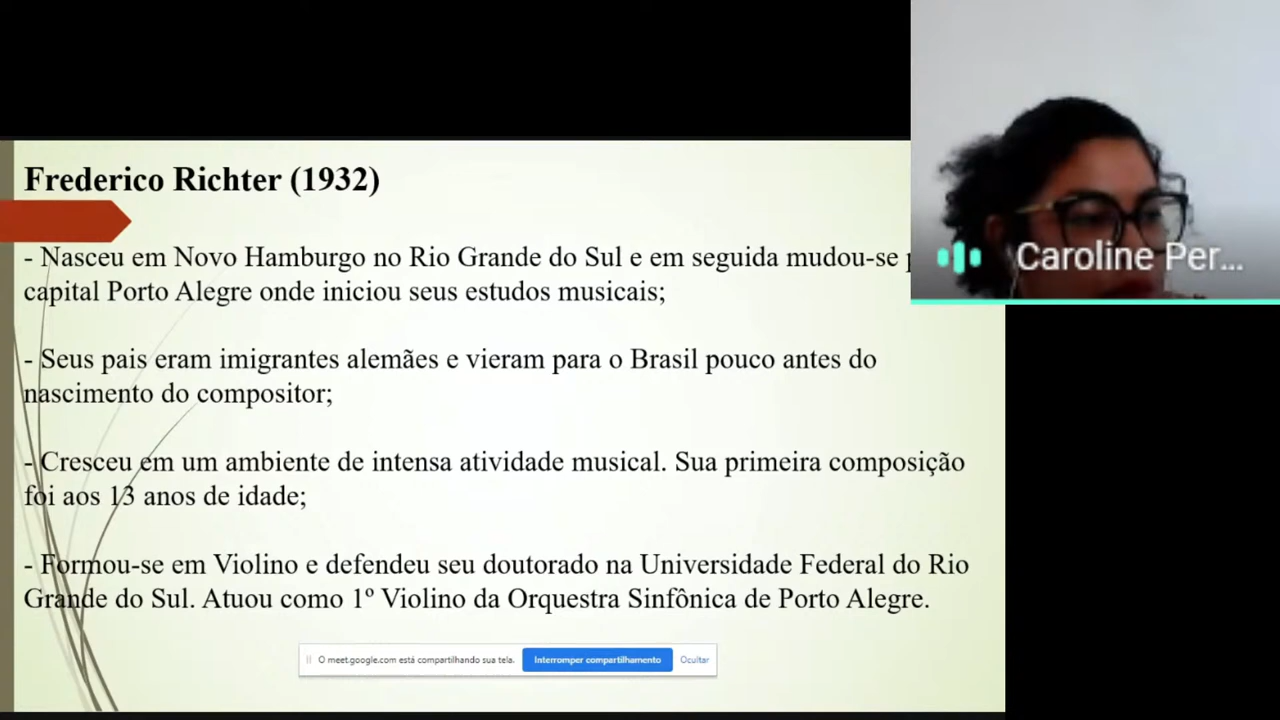 Frederico Richter (1932)
- Nasceu em Novo Hamburgo no Rio Grande do Sul e em seguida mudou-se
capital Porto Alegre onde iniciou seus estudos musicais;
- Seus pais eram imigrantes alemães e vieram para o Brasil pouco antes do
nascimento do compositor;
- Cresceu em um ambiente de intensa atividade musical. Sua primeira composição
foi aos 13 anos de idade;
- Formou-se em Violino e defendeu seu doutorado na Universidade Federal do Rio
Grande do Sul. Atuou como 1º Violino da Orquestra Sinfônica de Porto Alegre.
O meet.google.com está compartilhando sua tela. Interromper compartilhamento Ocultar
Caroline Per...